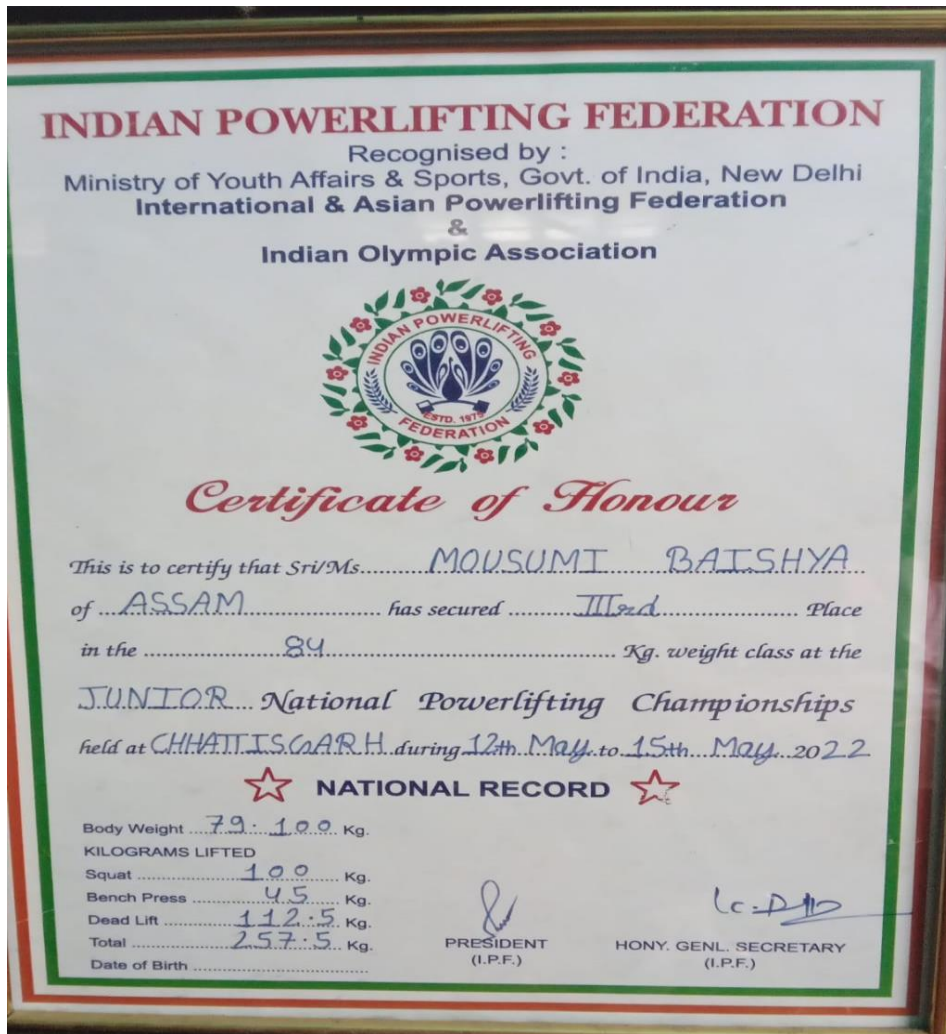 INDIAN POWERLIFTING FEDERATION
Recognised by :
Ministry of Youth Affairs & Sports, Govt. of India, New Delhi
International & Asian Powerlifting Federation
&
Indian Olympic Association
INDIAN POWERLIFTING
ESTD. 1975
FEDERATION
Certificate of Honour
This is to certify that Sri/Ms. MOUSUMI BAISHYA
of ASSAM has secured IIIrd Place
in the 84 Kg. weight class at the
JUNIOR National Powerlifting Championships
held at CHHATTISGARH during 12th May to 15th May 2022
NATIONAL RECORD
Body Weight 79.100 Kg.
KILOGRAMS LIFTED
Squat 100 Kg.
Bench Press 45 Kg.
Dead Lift 112.5 Kg.
Total 257.5 Kg.
Date of Birth
PRESIDENT
(I.P.F.)
HONY. GENL. SECRETARY
(I.P.F.)